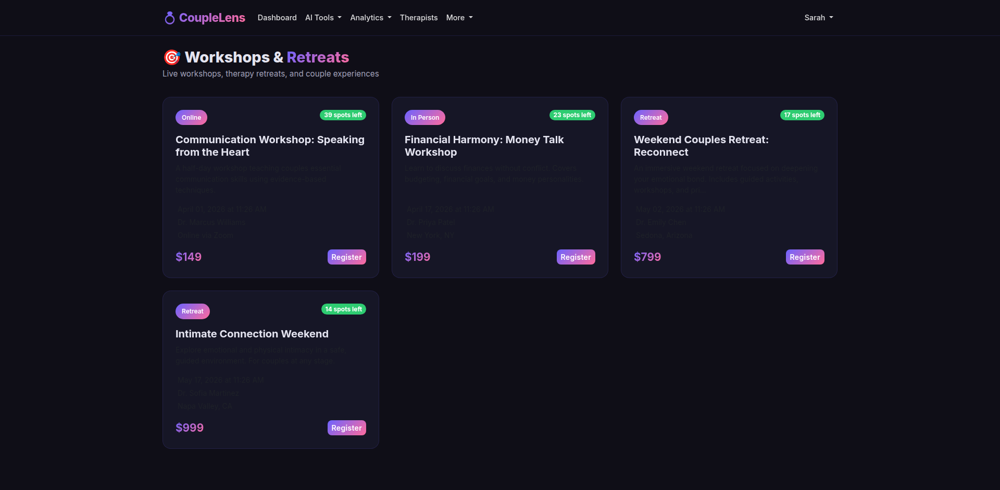 CoupleLens Dashboard AI Tools Analytics Therapists More Sarah
Workshops & Retreats
Live workshops, therapy retreats, and couple experiences
Online 39 spots left
Communication Workshop: Speaking
from the Heart
A half-day workshop teaching couples essential
communication skills using evidence-based
techniques.
April 01, 2026 at 11:26 AM
Dr. Marcus Williams
Online via Zoom
$149 Register
In Person 23 spots left
Financial Harmony: Money Talk
Workshop
Learn to discuss finances without conflict. Covers
budgeting, financial goals, and money personalities.
April 17, 2026 at 11:26 AM
Dr. Priya Patel
New York, NY
$199 Register
Retreat 17 spots left
Weekend Couples Retreat:
Reconnect
An immersive weekend retreat focused on deepening
your emotional bond. Includes guided activities,
workshops, and pri...
May 02, 2026 at 11:26 AM
Dr. Emily Chen
Sedona, Arizona
$799 Register
Retreat 14 spots left
Intimate Connection Weekend
Explore emotional and physical intimacy in a safe,
guided environment. For couples at any stage.
May 17, 2026 at 11:26 AM
Dr. Sofia Martinez
Napa Valley, CA
$999 Register